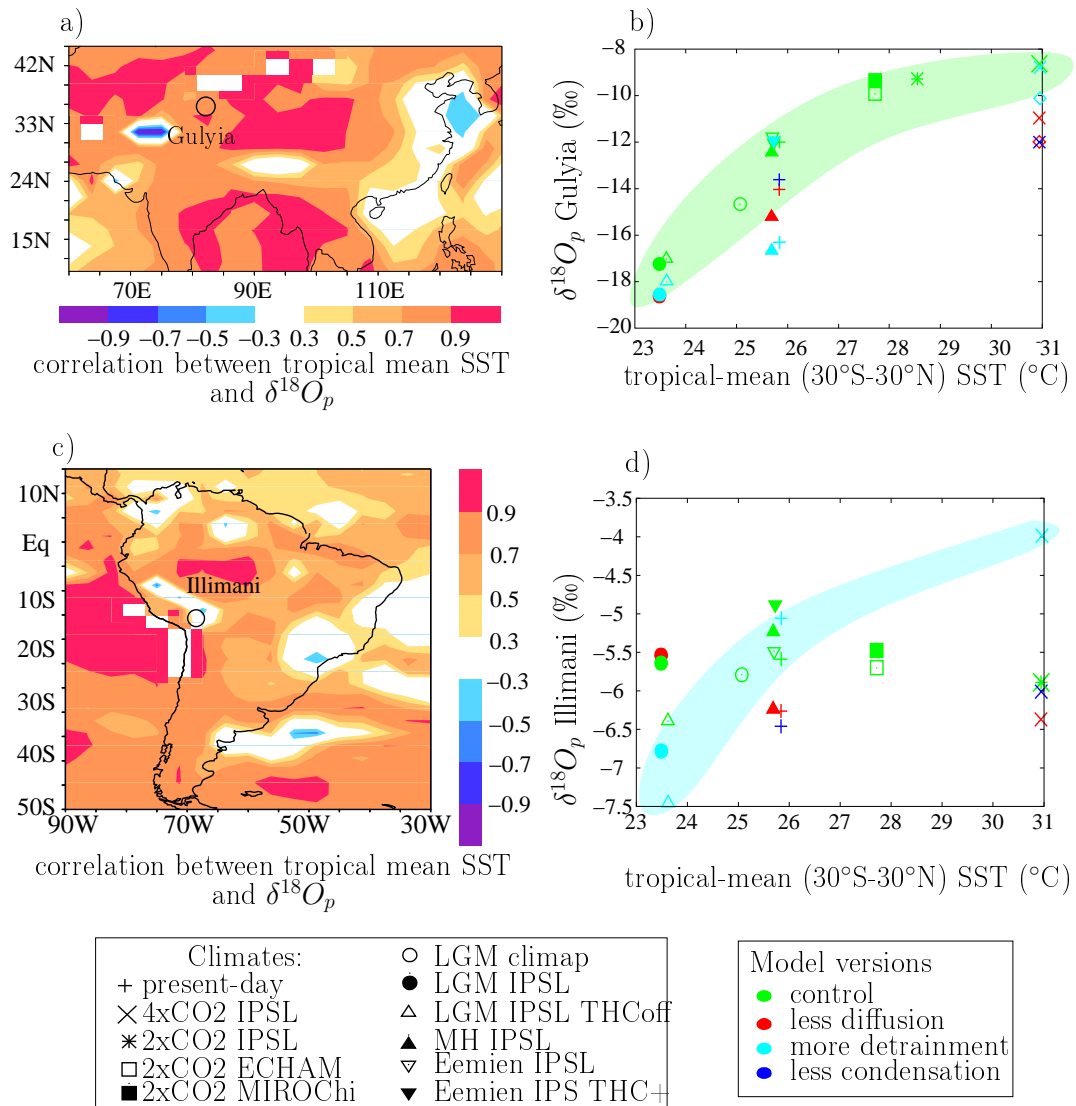 a)
42N
33N
24N
15N
Gulyia
70E 90E 110E
−0.9 −0.7 −0.5 −0.3 0.3 0.5 0.7 0.9
correlation between tropical mean SST
and δ¹⁸Oₚ
b)
δ¹⁸Oₚ Gulyia (‰)
−8
−10
−12
−14
−16
−18
−20
23 24 25 26 27 28 29 30 31
tropical-mean (30°S-30°N) SST (°C)
c)
10N
Eq
10S
20S
30S
40S
50S
Illimani
90W 70W 50W 30W
0.9
0.7
0.5
0.3
−0.3
−0.5
−0.7
−0.9
correlation between tropical mean SST
and δ¹⁸Oₚ
d)
δ¹⁸Oₚ Illimani (‰)
−3.5
−4
−4.5
−5
−5.5
−6
−6.5
−7
−7.5
23 24 25 26 27 28 29 30 31
tropical-mean (30°S-30°N) SST (°C)
Climates:
present-day
4xCO2 IPSL
2xCO2 IPSL
2xCO2 ECHAM
2xCO2 MIROChi
LGM climap
LGM IPSL
LGM IPSL THCoff
MH IPSL
Eemien IPSL
Eemien IPS THC+
Model versions
control
less diffusion
more detrainment
less condensation